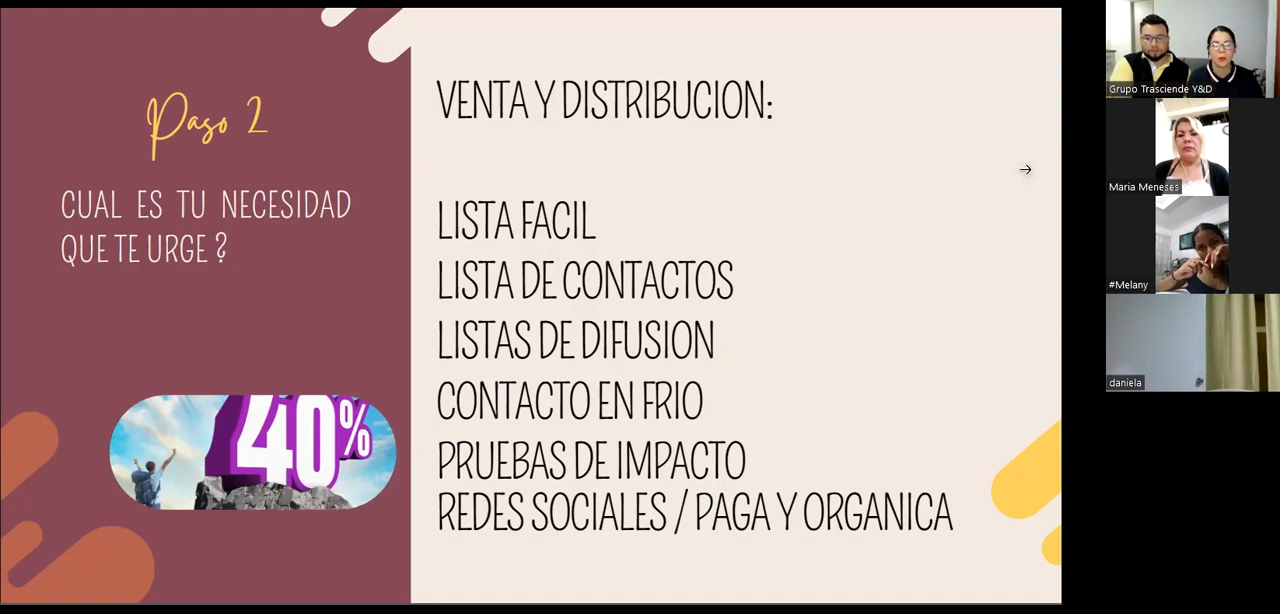 Paso 2
CUAL ES TU NECESIDAD
QUE TE URGE ?
40%
VENTA Y DISTRIBUCION:
LISTA FACIL
LISTA DE CONTACTOS
LISTAS DE DIFUSION
CONTACTO EN FRIO
PRUEBAS DE IMPACTO
REDES SOCIALES / PAGA Y ORGANICA
Grupo Trasciende Y&D
Maria Meneses
#Melany
daniela